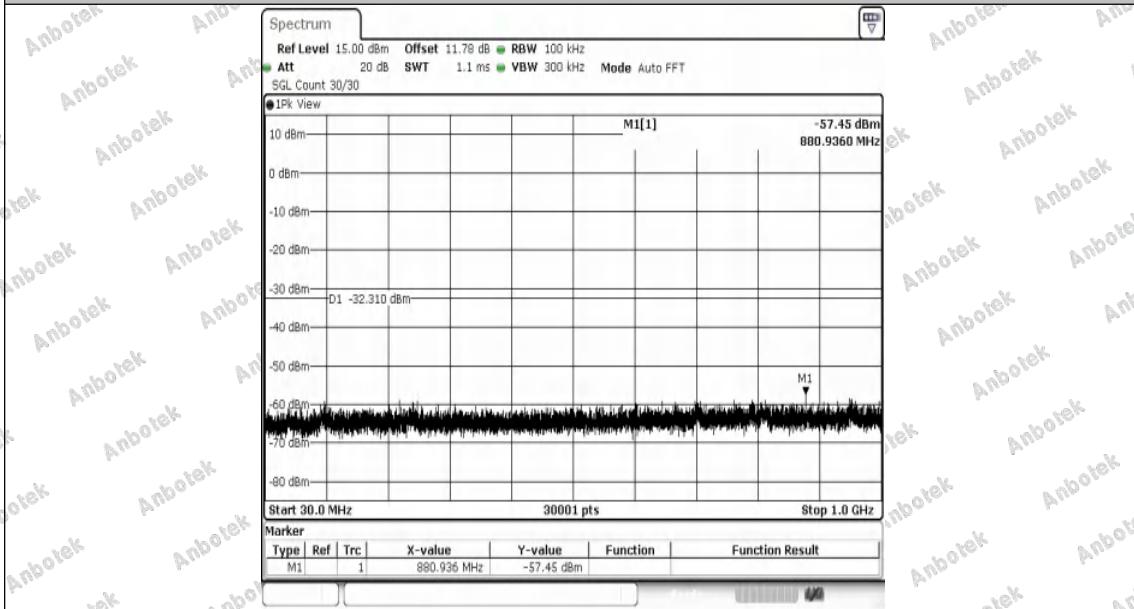 Spectrum
Ref Level 15.00 dBm Offset 11.78 dB RBW 100 kHz
Att 20 dB SWT 1.1 ms VBW 300 kHz Mode Auto FFT
SGL Count 30/30
1Pk View
M1[1] -57.45 dBm
880.9360 MHz
10 dBm
0 dBm
-10 dBm
-20 dBm
-30 dBm
D1 -32.310 dBm
-40 dBm
-50 dBm
M1
-60 dBm
-70 dBm
-80 dBm
Start 30.0 MHz 30001 pts Stop 1.0 GHz
Marker
Type Ref Trc X-value Y-value Function Function Result
M1 1 880.936 MHz -57.45 dBm
Anbotek